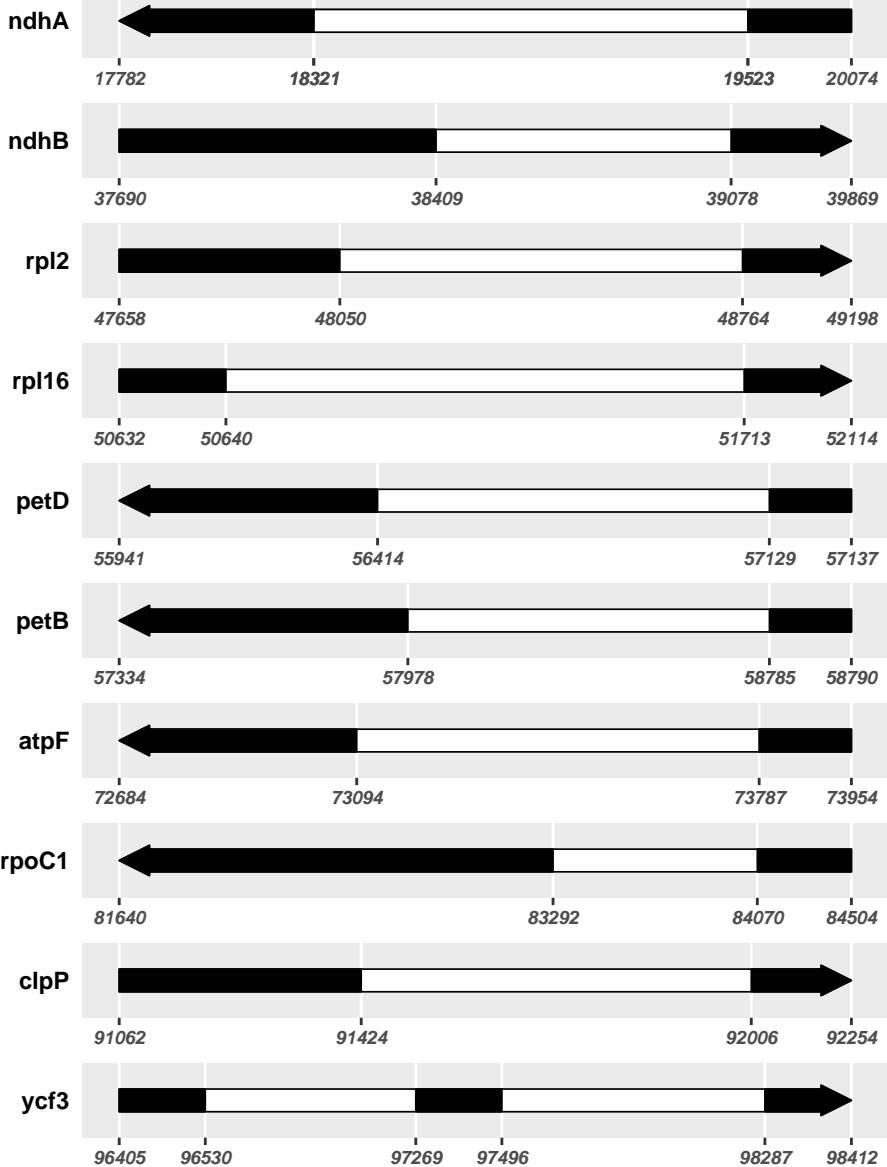 ndhA
17782 18321 19523 20074
ndhB
37690 38409 39078 39869
rpl2
47658 48050 48764 49198
rpl16
50632 50640 51713 52114
petD
55941 56414 57129 57137
petB
57334 57978 58785 58790
atpF
72684 73094 73787 73954
rpoC1
81640 83292 84070 84504
clpP
91062 91424 92006 92254
ycf3
96405 96530 97269 97496 98287 98412